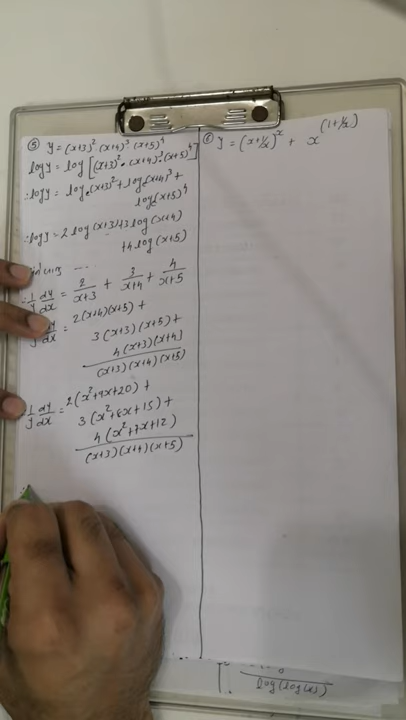 ⑤ y = (x+3)² · (x+4)³ (x+5)⁴
log y = log [(x+3)² · (x+4)³ (x+5)⁴]
∴ log y = log (x+3)² + log (x+4)³ +
log (x+5)⁴
∴ log y = 2 log (x+3) + 3 log (x+4)
+ 4 log (x+5)
∴ 1/y dy/dx = 2/(x+3) + 3/(x+4) + 4/(x+5)
dy/dx = 2(x+4)(x+5) +
3(x+3)(x+5) +
4(x+3)(x+4)
(x+3)(x+4)(x+5)
∴ 1/y dy/dx = 2(x²+9x+20) +
3(x²+8x+15) +
4(x²+7x+12)
(x+3)(x+4)(x+5)
⑥ y = (x+1/x)^x + x^(1+1/x)
log(log(x))